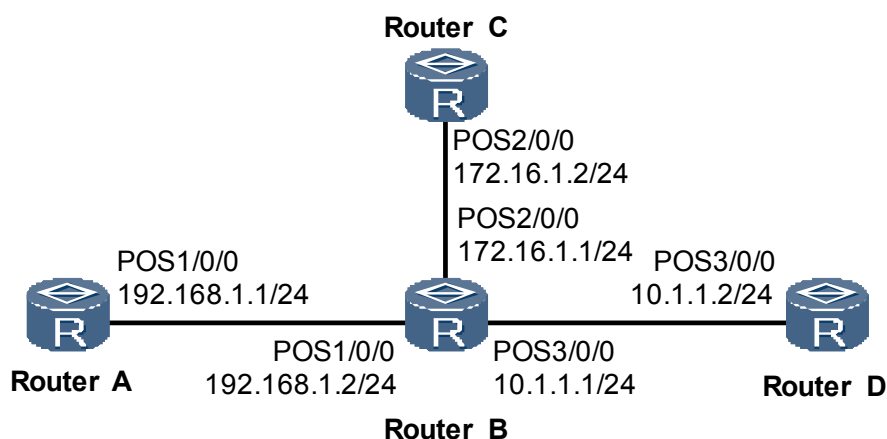 Router C
R
POS2/0/0
172.16.1.2/24
POS2/0/0
172.16.1.1/24
POS1/0/0
192.168.1.1/24
POS3/0/0
10.1.1.2/24
R
R
R
POS1/0/0
192.168.1.2/24
POS3/0/0
10.1.1.1/24
Router A
Router D
Router B